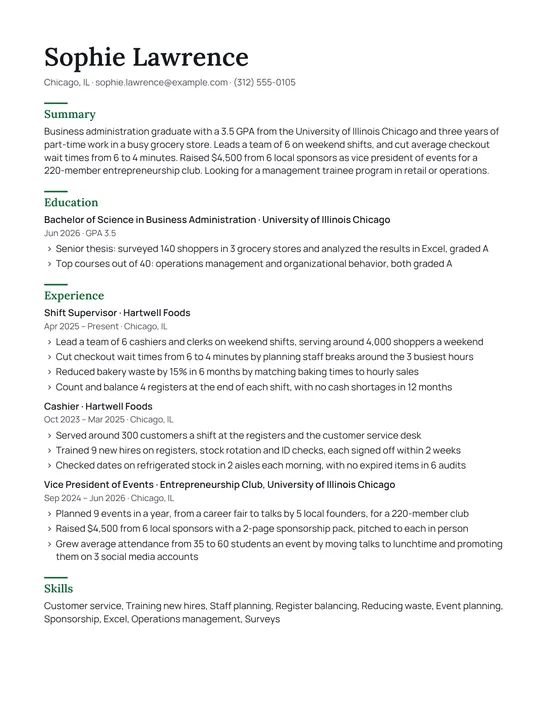 Sophie Lawrence
Chicago, IL · sophie.lawrence@example.com · (312) 555-0105
Summary
Business administration graduate with a 3.5 GPA from the University of Illinois Chicago and three years of
part-time work in a busy grocery store. Leads a team of 6 on weekend shifts, and cut average checkout
wait times from 6 to 4 minutes. Raised $4,500 from 6 local sponsors as vice president of events for a
220-member entrepreneurship club. Looking for a management trainee program in retail or operations.
Education
Bachelor of Science in Business Administration · University of Illinois Chicago
Jun 2026 · GPA 3.5
› Senior thesis: surveyed 140 shoppers in 3 grocery stores and analyzed the results in Excel, graded A
› Top courses out of 40: operations management and organizational behavior, both graded A
Experience
Shift Supervisor · Hartwell Foods
Apr 2025 – Present · Chicago, IL
› Lead a team of 6 cashiers and clerks on weekend shifts, serving around 4,000 shoppers a weekend
› Cut checkout wait times from 6 to 4 minutes by planning staff breaks around the 3 busiest hours
› Reduced bakery waste by 15% in 6 months by matching baking times to hourly sales
› Count and balance 4 registers at the end of each shift, with no cash shortages in 12 months
Cashier · Hartwell Foods
Oct 2023 – Mar 2025 · Chicago, IL
› Served around 300 customers a shift at the registers and the customer service desk
› Trained 9 new hires on registers, stock rotation and ID checks, each signed off within 2 weeks
› Checked dates on refrigerated stock in 2 aisles each morning, with no expired items in 6 audits
Vice President of Events · Entrepreneurship Club, University of Illinois Chicago
Sep 2024 – Jun 2026 · Chicago, IL
› Planned 9 events in a year, from a career fair to talks by 5 local founders, for a 220-member club
› Raised $4,500 from 6 local sponsors with a 2-page sponsorship pack, pitched to each in person
› Grew average attendance from 35 to 60 students an event by moving talks to lunchtime and promoting
them on 3 social media accounts
Skills
Customer service, Training new hires, Staff planning, Register balancing, Reducing waste, Event planning,
Sponsorship, Excel, Operations management, Surveys